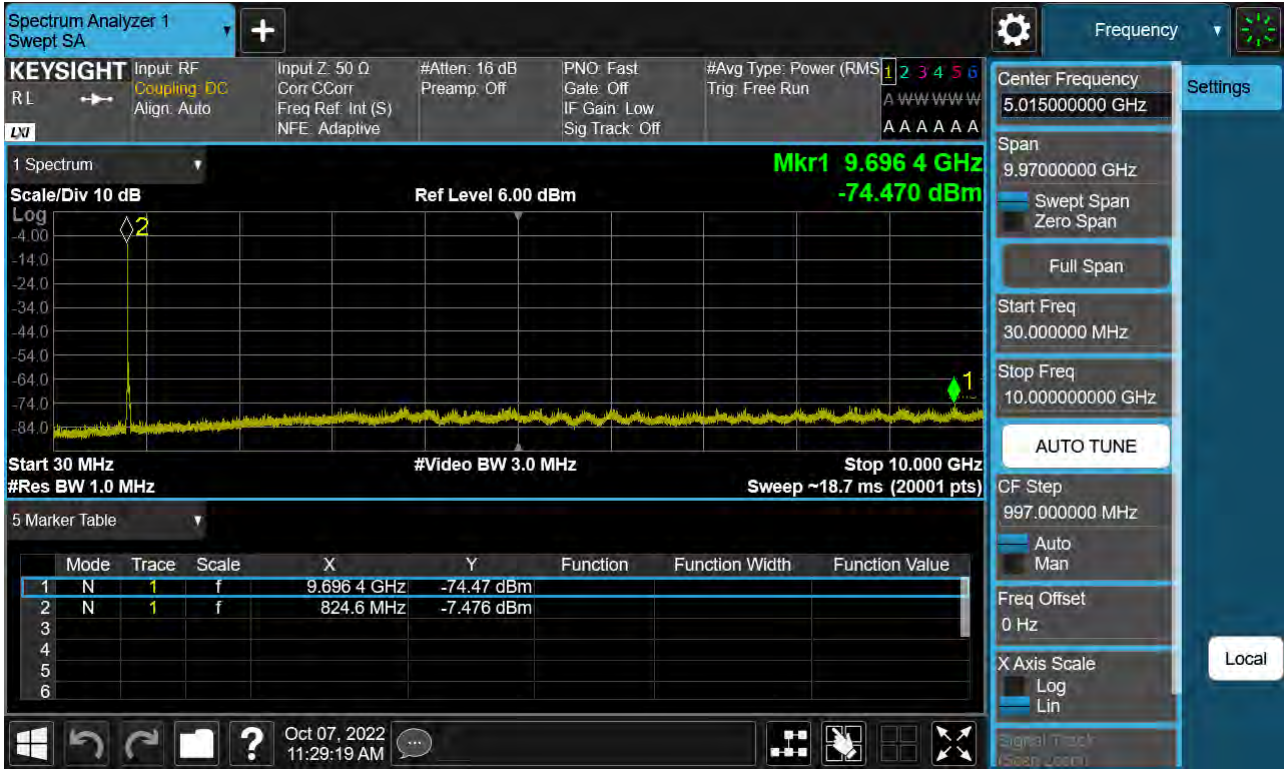 Spectrum Analyzer 1
Swept SA
Frequency
KEYSIGHT
RL
LXI
Input: RF
Coupling: DC
Align: Auto
Input Z: 50 Ω
Corr CCorr
Freq Ref: Int (S)
NFE: Adaptive
#Atten: 16 dB
Preamp: Off
PNO: Fast
Gate: Off
IF Gain: Low
Sig Track: Off
#Avg Type: Power (RMS
Trig: Free Run
1 2 3 4 5 6
A W W W W W
A A A A A A
1 Spectrum
Scale/Div 10 dB
Ref Level 6.00 dBm
Mkr1 9.696 4 GHz
-74.470 dBm
Log
-4.00
-14.0
-24.0
-34.0
-44.0
-54.0
-64.0
-74.0
-84.0
2
1
Start 30 MHz
#Video BW 3.0 MHz
Stop 10.000 GHz
#Res BW 1.0 MHz
Sweep ~18.7 ms (20001 pts)
5 Marker Table
Mode Trace Scale X Y Function Function Width Function Value
1 N 1 f 9.696 4 GHz -74.47 dBm
2 N 1 f 824.6 MHz -7.476 dBm
3
4
5
6
Oct 07, 2022
11:29:19 AM
Center Frequency
5.015000000 GHz
Span
9.97000000 GHz
Swept Span
Zero Span
Full Span
Start Freq
30.000000 MHz
Stop Freq
10.000000000 GHz
AUTO TUNE
CF Step
997.000000 MHz
Auto
Man
Freq Offset
0 Hz
X Axis Scale
Log
Lin
Signal Track
(Span Zoom)
Settings
Local